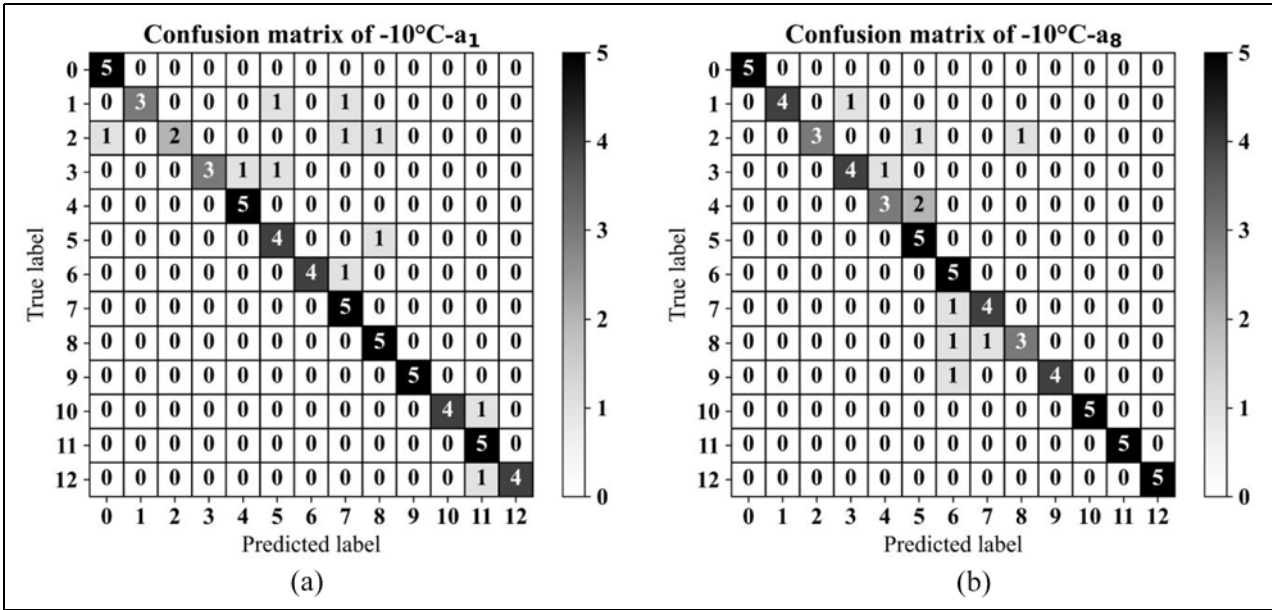 Confusion matrix of -10°C-a₁
0 5 0 0 0 0 0 0 0 0 0 0 0 0
1 0 3 0 0 0 1 0 1 0 0 0 0 0
2 1 0 2 0 0 0 0 1 1 0 0 0 0
3 0 0 0 3 1 1 0 0 0 0 0 0 0
4 0 0 0 0 5 0 0 0 0 0 0 0 0
5 0 0 0 0 0 4 0 0 1 0 0 0 0
6 0 0 0 0 0 0 4 1 0 0 0 0 0
7 0 0 0 0 0 0 0 5 0 0 0 0 0
8 0 0 0 0 0 0 0 0 5 0 0 0 0
9 0 0 0 0 0 0 0 0 0 5 0 0 0
10 0 0 0 0 0 0 0 0 0 0 4 1 0
11 0 0 0 0 0 0 0 0 0 0 0 5 0
12 0 0 0 0 0 0 0 0 0 0 0 1 4
0 1 2 3 4 5 6 7 8 9 10 11 12
True label
Predicted label
5
4
3
2
1
0
(a)
Confusion matrix of -10°C-a₈
0 5 0 0 0 0 0 0 0 0 0 0 0 0
1 0 4 0 1 0 0 0 0 0 0 0 0 0
2 0 0 3 0 0 1 0 0 1 0 0 0 0
3 0 0 0 4 1 0 0 0 0 0 0 0 0
4 0 0 0 0 3 2 0 0 0 0 0 0 0
5 0 0 0 0 0 5 0 0 0 0 0 0 0
6 0 0 0 0 0 0 5 0 0 0 0 0 0
7 0 0 0 0 0 0 1 4 0 0 0 0 0
8 0 0 0 0 0 0 1 1 3 0 0 0 0
9 0 0 0 0 0 0 1 0 0 4 0 0 0
10 0 0 0 0 0 0 0 0 0 0 5 0 0
11 0 0 0 0 0 0 0 0 0 0 0 5 0
12 0 0 0 0 0 0 0 0 0 0 0 0 5
0 1 2 3 4 5 6 7 8 9 10 11 12
True label
Predicted label
5
4
3
2
1
0
(b)